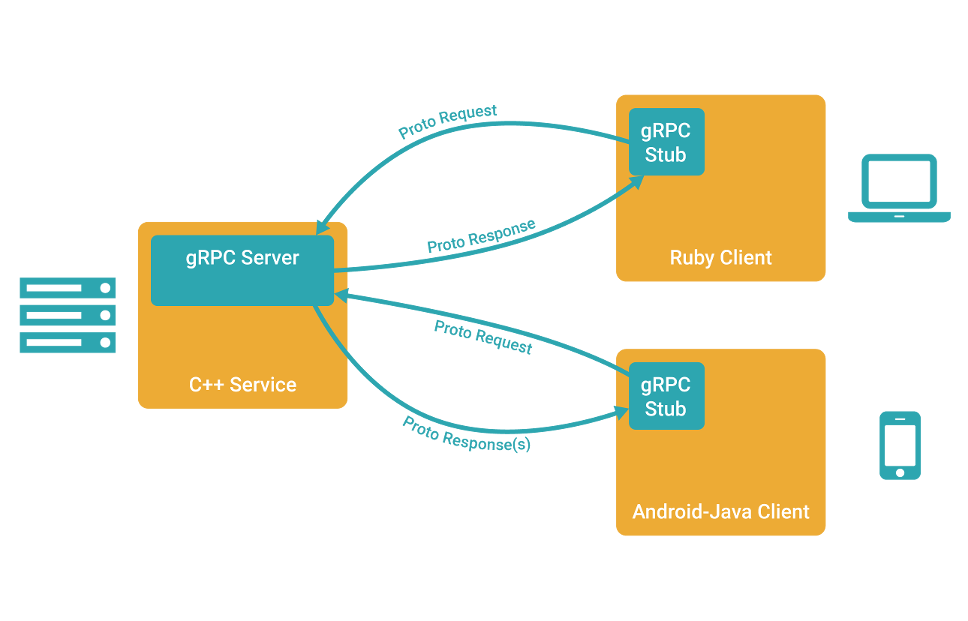 Proto Request
gRPC
Stub
Ruby Client
Proto Response
gRPC Server
C++ Service
Proto Request
gRPC
Stub
Proto Response(s)
Android-Java Client